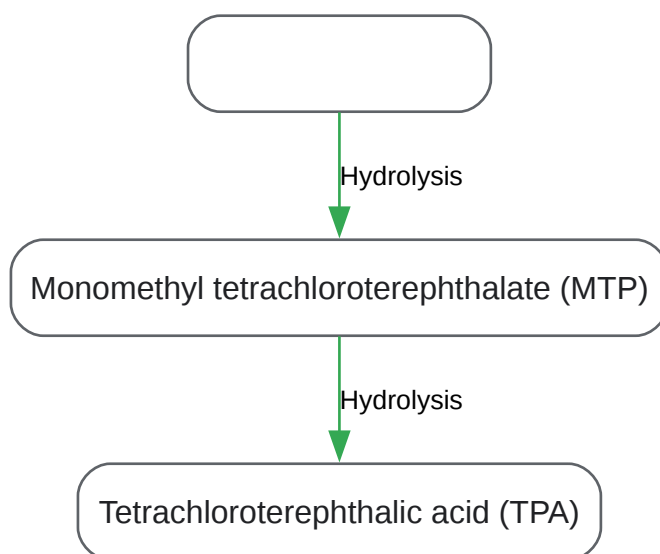 Hydrolysis
Monomethyl tetrachloroterephthalate (MTP)
Hydrolysis
Tetrachloroterephthalic acid (TPA)